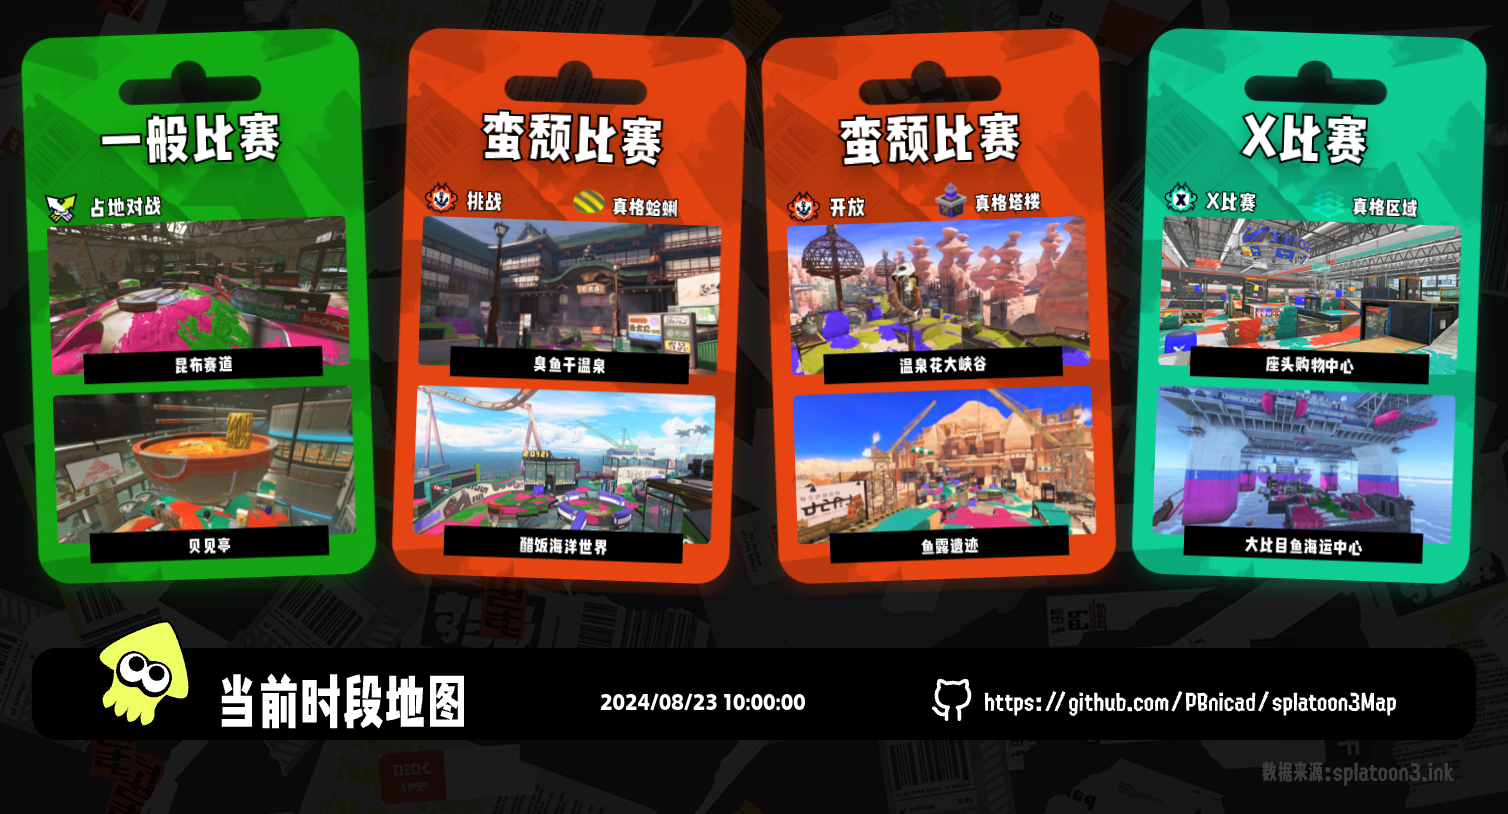 一般比赛
占地对战
昆布赛道
贝见亭
蛮颓比赛
挑战
真格蛤蜊
臭鱼干温泉
醋饭海洋世界
蛮颓比赛
开放
真格塔楼
温泉花大峡谷
鱼露遗迹
X比赛
X比赛
真格区域
座头购物中心
大比目鱼海运中心
当前时段地图
2024/08/23 10:00:00
https://github.com/PBnicad/splatoon3Map
数据来源:splatoon3.ink